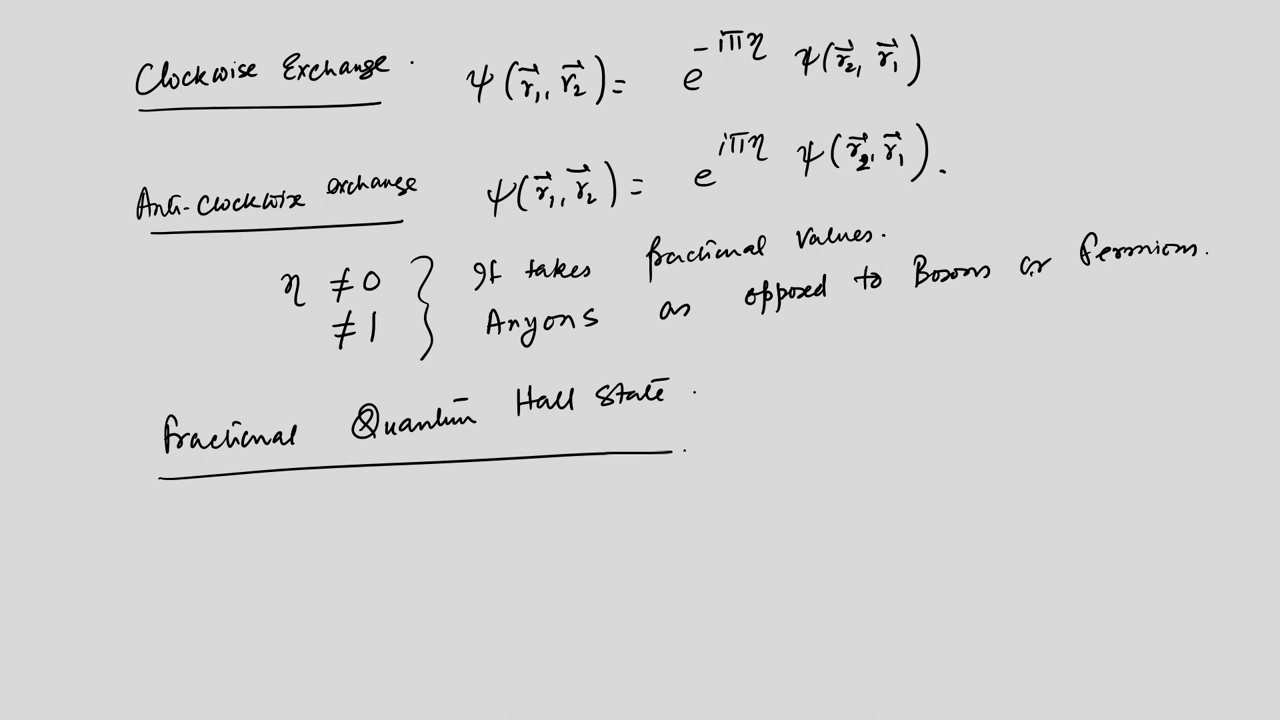 Clockwise Exchange. ψ(r⃗₁, r⃗₂) = e^{-iπη} ψ(r⃗₂, r⃗₁)
Anti-clockwise exchange ψ(r⃗₁, r⃗₂) = e^{iπη} ψ(r⃗₂, r⃗₁).
η ≠ 0 } It takes fractional values.
≠ 1 } Anyons as opposed to Bosons or fermions.
Fractional Quantum Hall State.